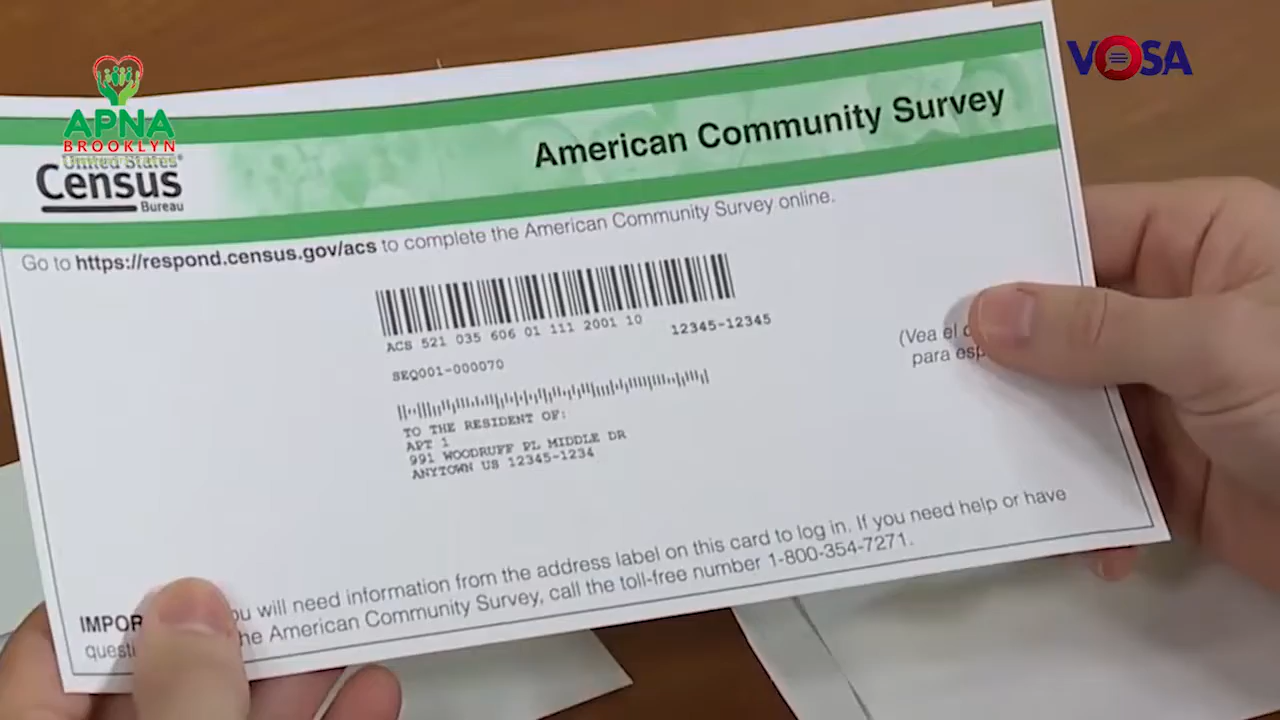 VOSA
APNA
BROOKLYN
United States®
Census
Bureau
American Community Survey
Go to https://respond.census.gov/acs to complete the American Community Survey online.
ACS 521 035 606 01 111 2001 10
12345-12345
SEQ001-000070
(Vea el
para esp
TO THE RESIDENT OF:
APT 1
991 WOODRUFF PL MIDDLE DR
ANYTOWN US 12345-1234
IMPOR ou will need information from the address label on this card to log in. If you need help or have
questi he American Community Survey, call the toll-free number 1-800-354-7271.